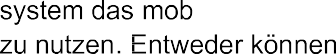 system das mob
zu nutzen. Entweder können